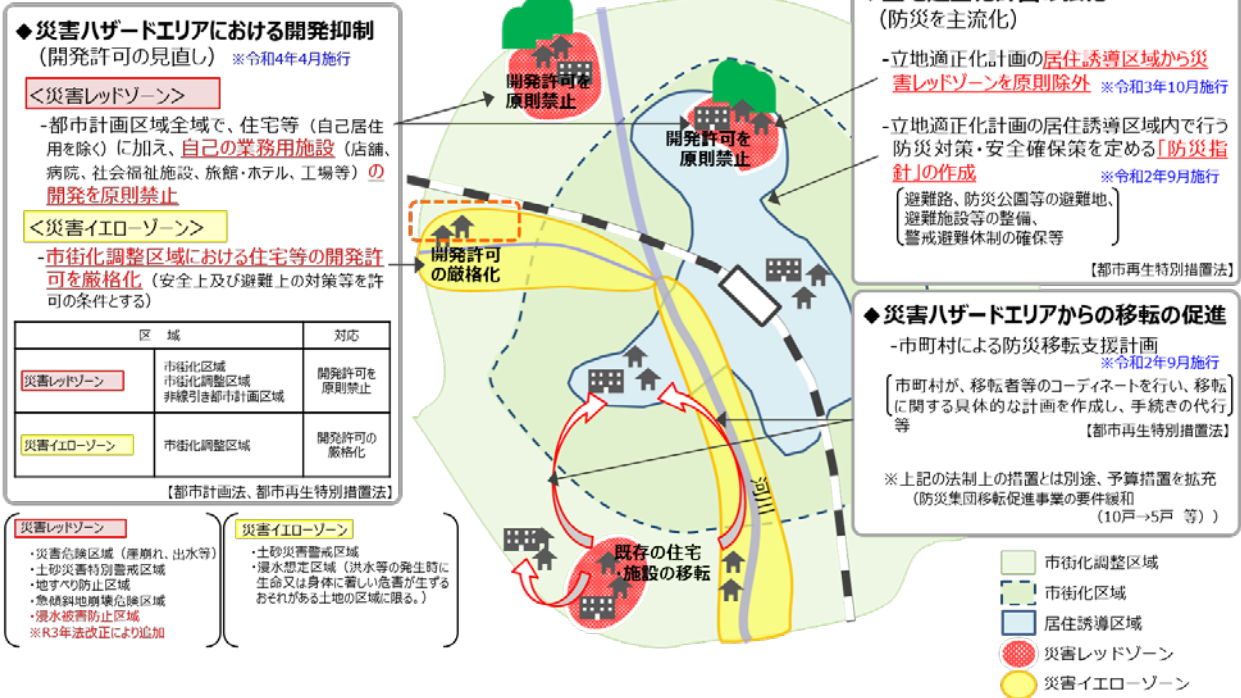 ◆災害ハザードエリアにおける開発抑制
（開発許可の見直し） ※令和4年4月施行
＜災害レッドゾーン＞
-都市計画区域全域で、住宅等（自己居住
用を除く）に加え、自己の業務用施設（店舗、
病院、社会福祉施設、旅館・ホテル、工場等）の
開発を原則禁止
＜災害イエローゾーン＞
-市街化調整区域における住宅等の開発許
可を厳格化（安全上及び避難上の対策等を許
可の条件とする）
区　域 対応
災害レッドゾーン
市街化区域
市街化調整区域
非線引き都市計画区域
開発許可を
原則禁止
災害イエローゾーン
市街化調整区域
開発許可の
厳格化
【都市計画法、都市再生特別措置法】
災害レッドゾーン
・災害危険区域（崖崩れ、出水等）
・土砂災害特別警戒区域
・地すべり防止区域
・急傾斜地崩壊危険区域
・浸水被害防止区域
※R3年法改正により追加
災害イエローゾーン
・土砂災害警戒区域
・浸水想定区域（洪水等の発生時に
生命又は身体に著しい危害が生ずる
おそれがある土地の区域に限る。）
開発許可を
原則禁止
開発許可を
原則禁止
開発許可
の厳格化
河川
既存の住宅
・施設の移転
（防災を主流化）
-立地適正化計画の居住誘導区域から災
害レッドゾーンを原則除外 ※令和3年10月施行
-立地適正化計画の居住誘導区域内で行う
防災対策・安全確保策を定める「防災指
針」の作成 ※令和2年9月施行
避難路、防災公園等の避難地、
避難施設等の整備、
警戒避難体制の確保等
【都市再生特別措置法】
◆災害ハザードエリアからの移転の促進
-市町村による防災移転支援計画
※令和2年9月施行
市町村が、移転者等のコーディネートを行い、移転
に関する具体的な計画を作成し、手続きの代行
等
【都市再生特別措置法】
※上記の法制上の措置とは別途、予算措置を拡充
（防災集団移転促進事業の要件緩和
（10戸→5戸 等））
市街化調整区域
市街化区域
居住誘導区域
災害レッドゾーン
災害イエローゾーン